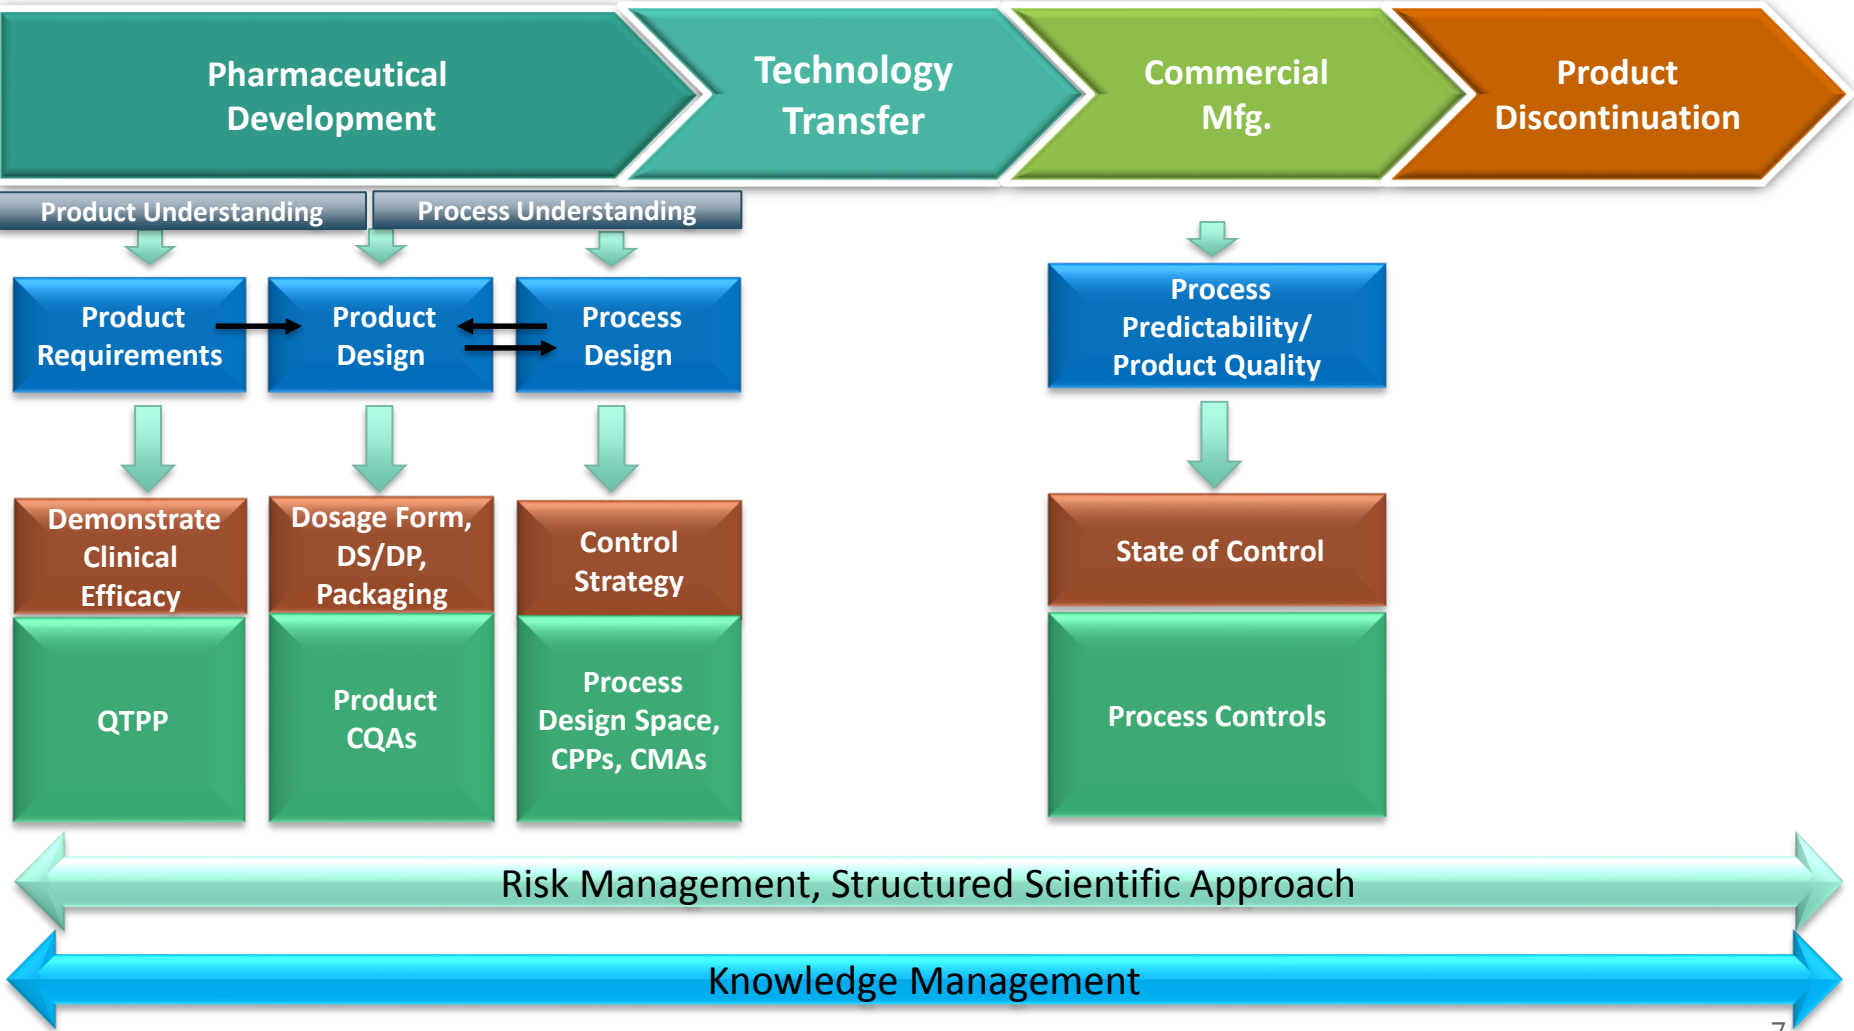 Pharmaceutical
Development
Technology
Transfer
Commercial
Mfg.
Product
Discontinuation
Product Understanding
Process Understanding
Product
Requirements
Product
Design
Process
Design
Process
Predictability/
Product Quality
Demonstrate
Clinical
Efficacy
Dosage Form,
DS/DP,
Packaging
Control
Strategy
State of Control
QTPP
Product
CQAs
Process
Design Space,
CPPs, CMAs
Process Controls
Risk Management, Structured Scientific Approach
Knowledge Management
7